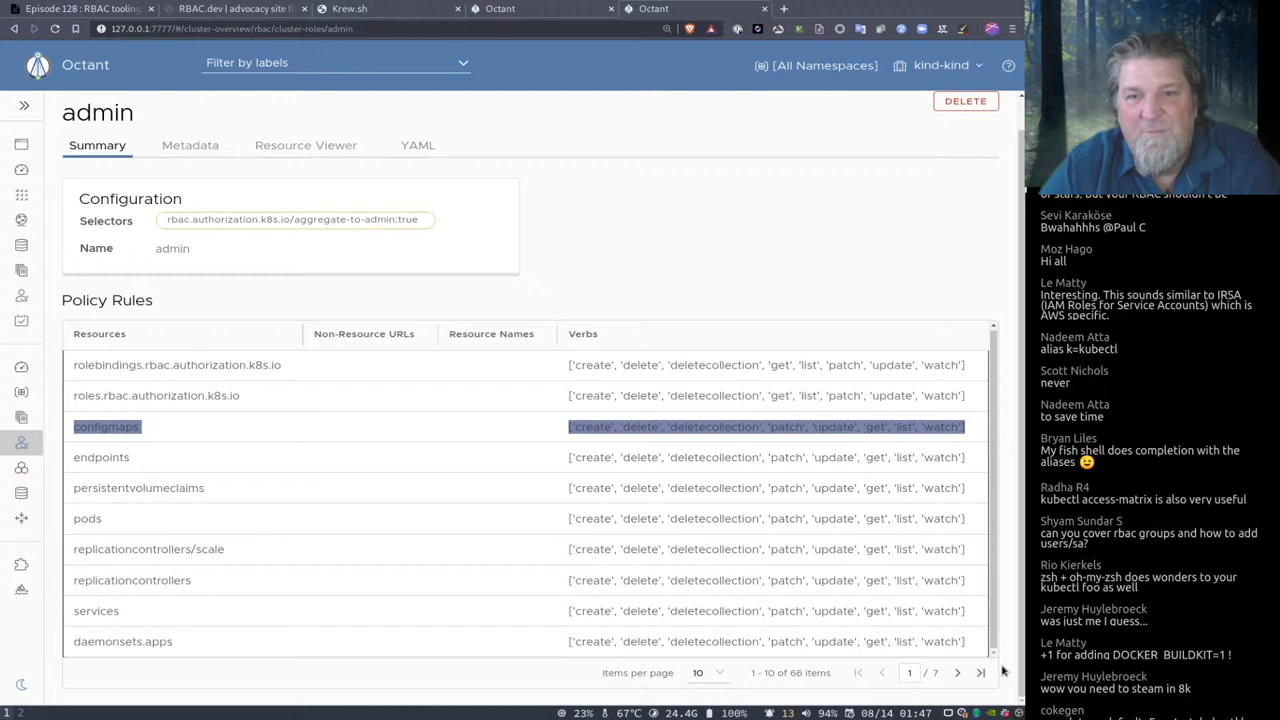 Episode 128 : RBAC tooling
RBAC.dev | advocacy site f
Krew.sh
Octant
Octant
127.0.0.1:7777/#/cluster-overview/rbac/cluster-roles/admin
Octant
Filter by labels
[All Namespaces]
kind-kind
admin
DELETE
Summary
Metadata
Resource Viewer
YAML
Configuration
Selectors
rbac.authorization.k8s.io/aggregate-to-admin:true
Name
admin
Policy Rules
Resources
Non-Resource URLs
Resource Names
Verbs
rolebindings.rbac.authorization.k8s.io
['create', 'delete', 'deletecollection', 'get', 'list', 'patch', 'update', 'watch']
roles.rbac.authorization.k8s.io
['create', 'delete', 'deletecollection', 'get', 'list', 'patch', 'update', 'watch']
configmaps
['create', 'delete', 'deletecollection', 'patch', 'update', 'get', 'list', 'watch']
endpoints
['create', 'delete', 'deletecollection', 'patch', 'update', 'get', 'list', 'watch']
persistentvolumeclaims
['create', 'delete', 'deletecollection', 'patch', 'update', 'get', 'list', 'watch']
pods
['create', 'delete', 'deletecollection', 'patch', 'update', 'get', 'list', 'watch']
replicationcontrollers/scale
['create', 'delete', 'deletecollection', 'patch', 'update', 'get', 'list', 'watch']
replicationcontrollers
['create', 'delete', 'deletecollection', 'patch', 'update', 'get', 'list', 'watch']
services
['create', 'delete', 'deletecollection', 'patch', 'update', 'get', 'list', 'watch']
daemonsets.apps
['create', 'delete', 'deletecollection', 'patch', 'update', 'get', 'list', 'watch']
Items per page
10
1 - 10 of 66 items
1 / 7
1 2
23%
67°C
24.4G
100%
13
94%
08/14
01:47
of stars, but your RBAC shouldn't be
Sevi Karaköse
Bwahahhhs @Paul C
Moz Hago
Hi all
Le Matty
Interesting. This sounds similar to IRSA
(IAM Roles for Service Accounts) which is
AWS specific.
Nadeem Atta
alias k=kubectl
Scott Nichols
never
Nadeem Atta
to save time
Bryan Liles
My fish shell does completion with the
aliases 😉
Radha R4
kubectl access-matrix is also very useful
Shyam Sundar S
can you cover rbac groups and how to add
users/sa?
Rio Kierkels
zsh + oh-my-zsh does wonders to your
kubectl foo as well
Jeremy Huylebroeck
was just me I guess...
Le Matty
+1 for adding DOCKER_BUILDKIT=1 !
Jeremy Huylebroeck
wow you need to steam in 8k
cokegen